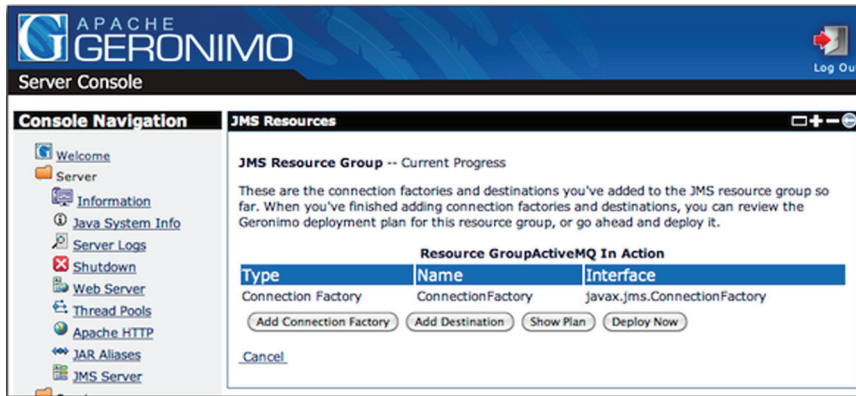 APACHE
GERONIMO
Server Console
Log Out
Console Navigation
Welcome
Server
Information
Java System Info
Server Logs
Shutdown
Web Server
Thread Pools
Apache HTTP
JAR Aliases
JMS Server
JMS Resources
JMS Resource Group -- Current Progress
These are the connection factories and destinations you've added to the JMS resource group so
far. When you've finished adding connection factories and destinations, you can review the
Geronimo deployment plan for this resource group, or go ahead and deploy it.
Resource GroupActiveMQ In Action
Type Name Interface
Connection Factory ConnectionFactory javax.jms.ConnectionFactory
Add Connection Factory Add Destination Show Plan Deploy Now
Cancel